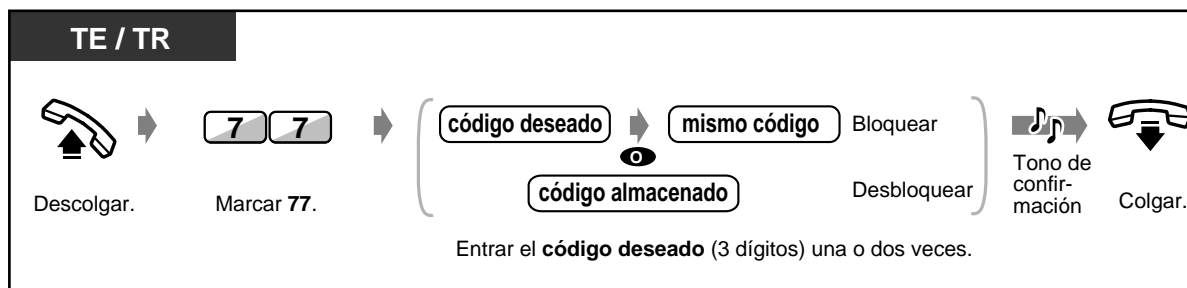 TE / TR
7 7
código deseado mismo código Bloquear
o
código almacenado Desbloquear
Descolgar. Marcar 77.
Tono de
confir-
mación
Colgar.
Entrar el código deseado (3 dígitos) una o dos veces.